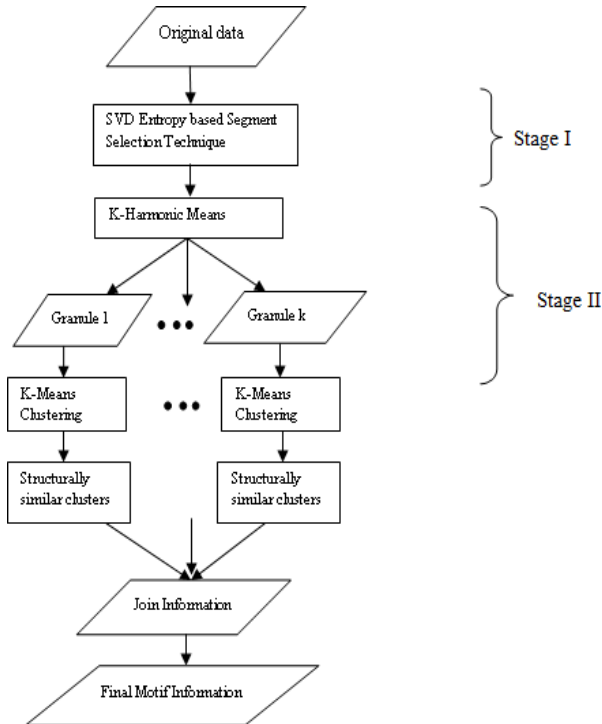 Original data
SVD Entropy based Segment
Selection Technique
Stage I
K-Harmonic Means
Stage II
Granule 1
Granule k
K-Means
Clustering
K-Means
Clustering
Structurally
similar clusters
Structurally
similar clusters
Join Information
Final Motif Information